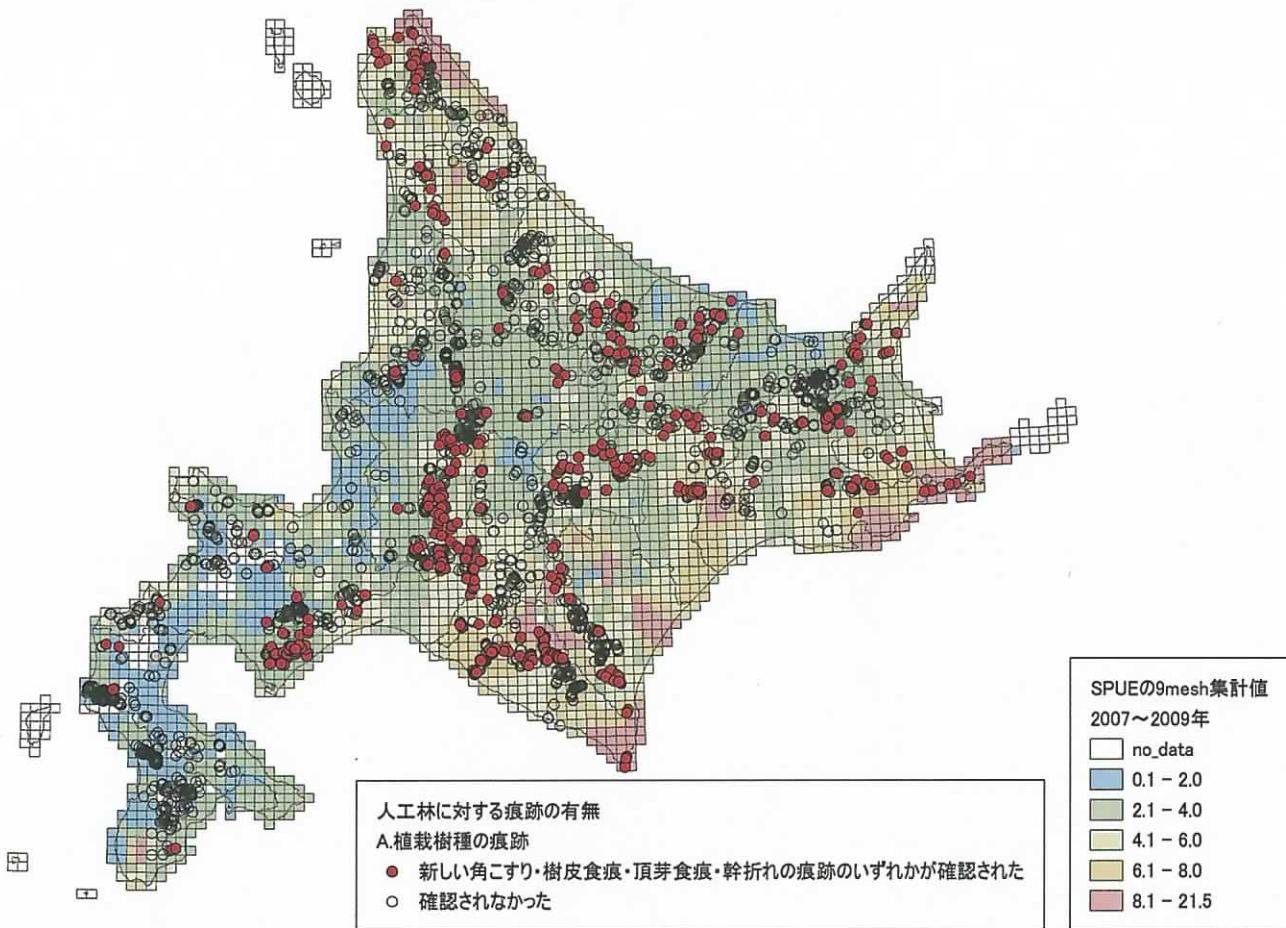 人工林に対する痕跡の有無
A.植栽樹種の痕跡
新しい角こすり・樹皮食痕・頂芽食痕・幹折れの痕跡のいずれかが確認された
確認されなかった
SPUEの9mesh集計値
2007～2009年
no_data
0.1 - 2.0
2.1 - 4.0
4.1 - 6.0
6.1 - 8.0
8.1 - 21.5